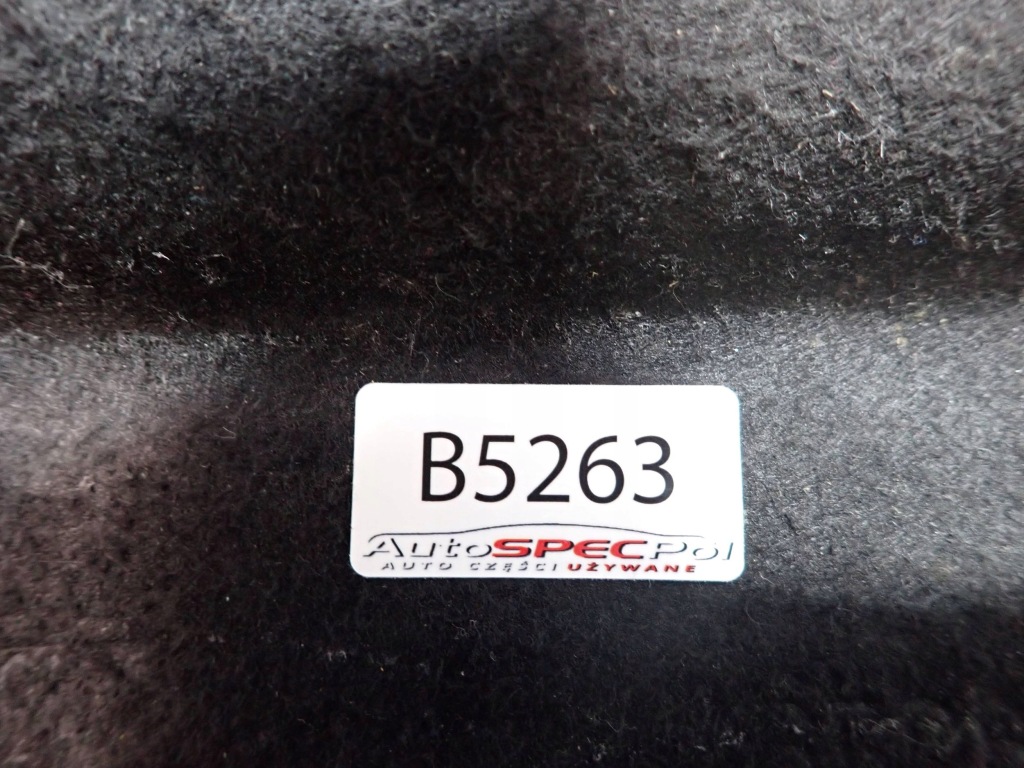 B5263
AutoSPECPol
AUTO CZĘŚCI UŻYWANE